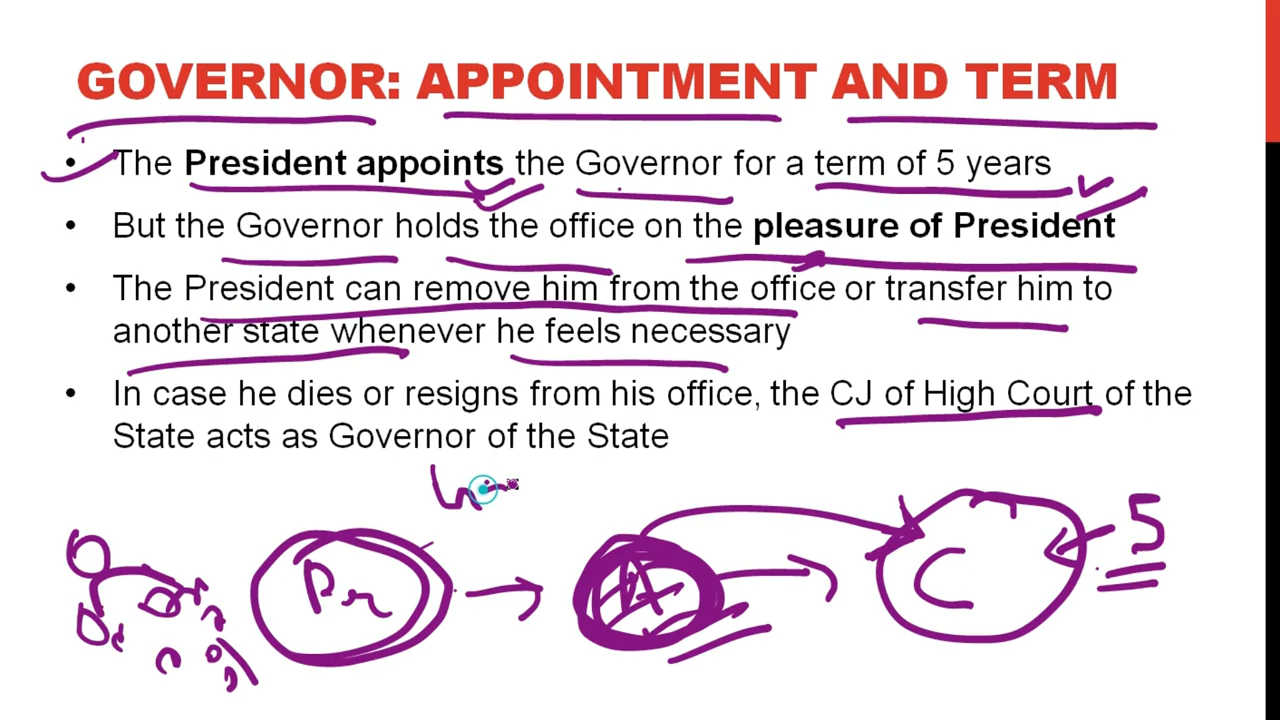 GOVERNOR: APPOINTMENT AND TERM
• The President appoints the Governor for a term of 5 years
• But the Governor holds the office on the pleasure of President
• The President can remove him from the office or transfer him to
another state whenever he feels necessary
• In case he dies or resigns from his office, the CJ of High Court of the
State acts as Governor of the State
Pr A C 5